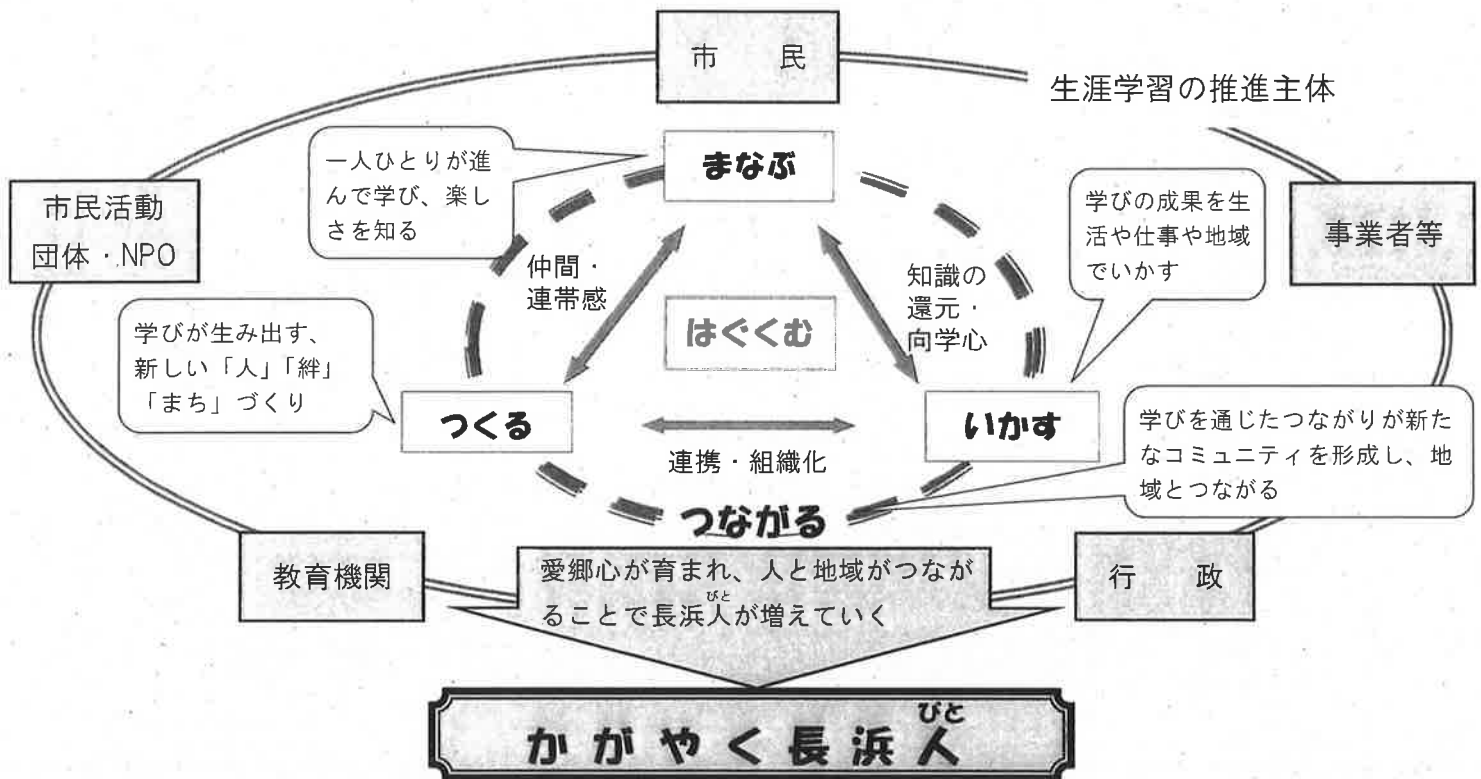 市　民
生涯学習の推進主体
まなぶ
一人ひとりが進
んで学び、楽し
さを知る
市民活動
団体・NPO
学びの成果を生
活や仕事や地域
でいかす
事業者等
仲間・
連帯感
知識の
還元・
向学心
はぐくむ
学びが生み出す、
新しい「人」「絆」
「まち」づくり
つくる
いかす
連携・組織化
学びを通じたつながりが新た
なコミュニティを形成し、地
域とつながる
つながる
教育機関
行　政
愛郷心が育まれ、人と地域がつなが
びと
ることで長浜人が増えていく
びと
かがやく長浜人